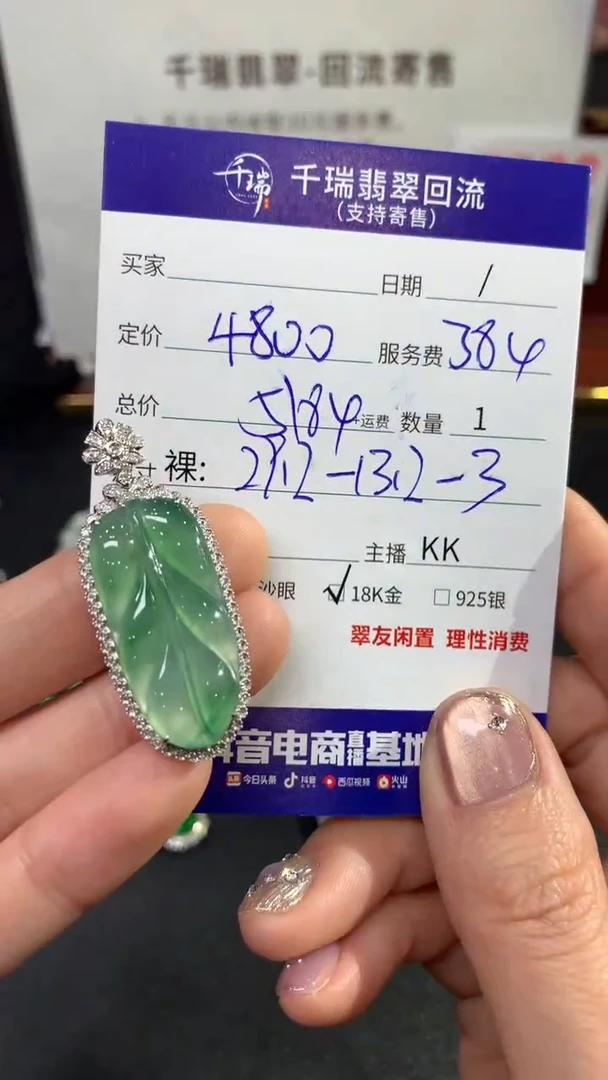 千瑞翡翠-回流寄售
千瑞 千瑞翡翠回流
(支持寄售)
买家 日期 /
定价 4800 服务费 384
总价 5184 +运费 数量 1
裸: 29.2-13.2-3
主播 KK
沙眼 ✓ 18K金 □ 925银
翠友闲置 理性消费
抖音电商直播基地
今日头条 抖音 西瓜视频 火山